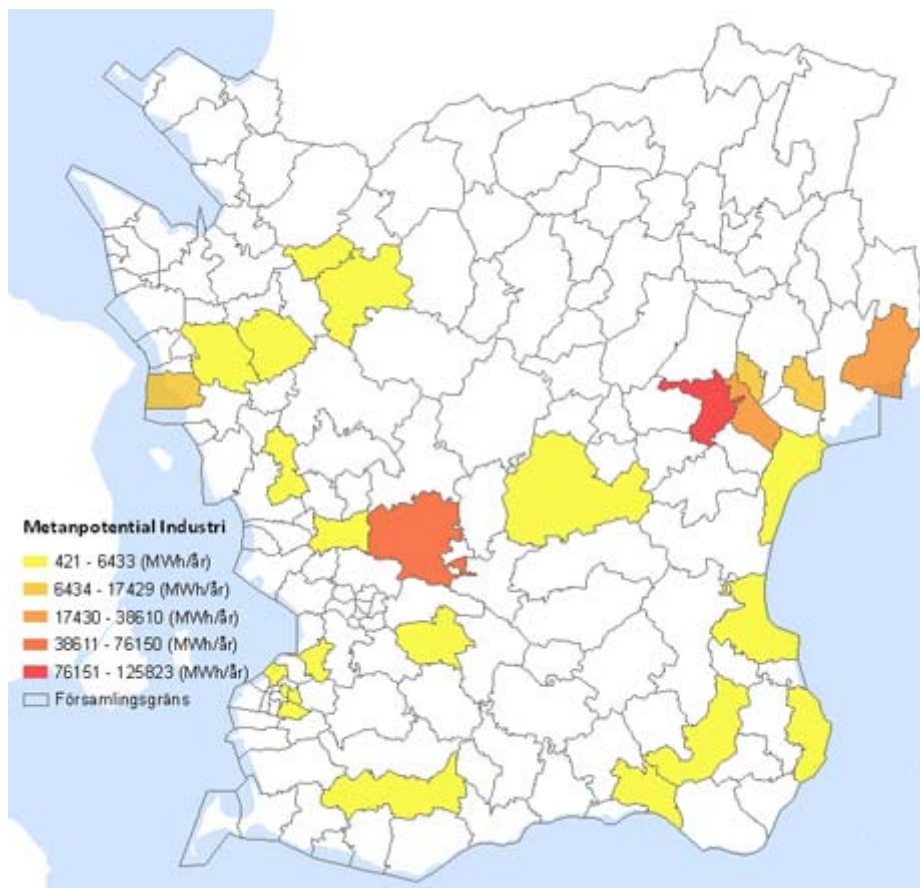 Metanpotential Industri
421 - 6433 (MWh/år)
6434 - 17429 (MWh/år)
17430 - 38610 (MWh/år)
38611 - 76150 (MWh/år)
76151 - 125823 (MWh/år)
Församlingsgräns